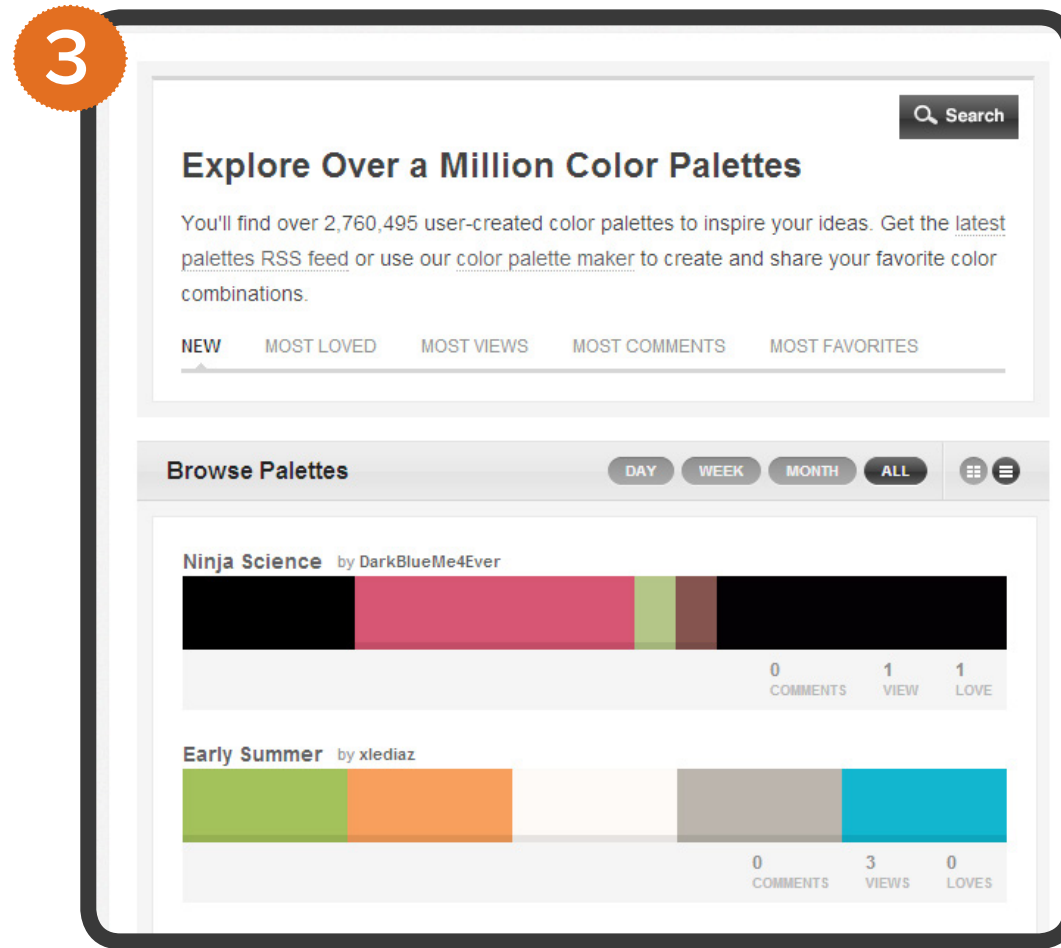 3
Search
Explore Over a Million Color Palettes
You'll find over 2,760,495 user-created color palettes to inspire your ideas. Get the latest
palettes RSS feed or use our color palette maker to create and share your favorite color
combinations.
NEW MOST LOVED MOST VIEWS MOST COMMENTS MOST FAVORITES
Browse Palettes DAY WEEK MONTH ALL
Ninja Science by DarkBlueMe4Ever
0 1 1
COMMENTS VIEW LOVE
Early Summer by xlediaz
0 3 0
COMMENTS VIEWS LOVES